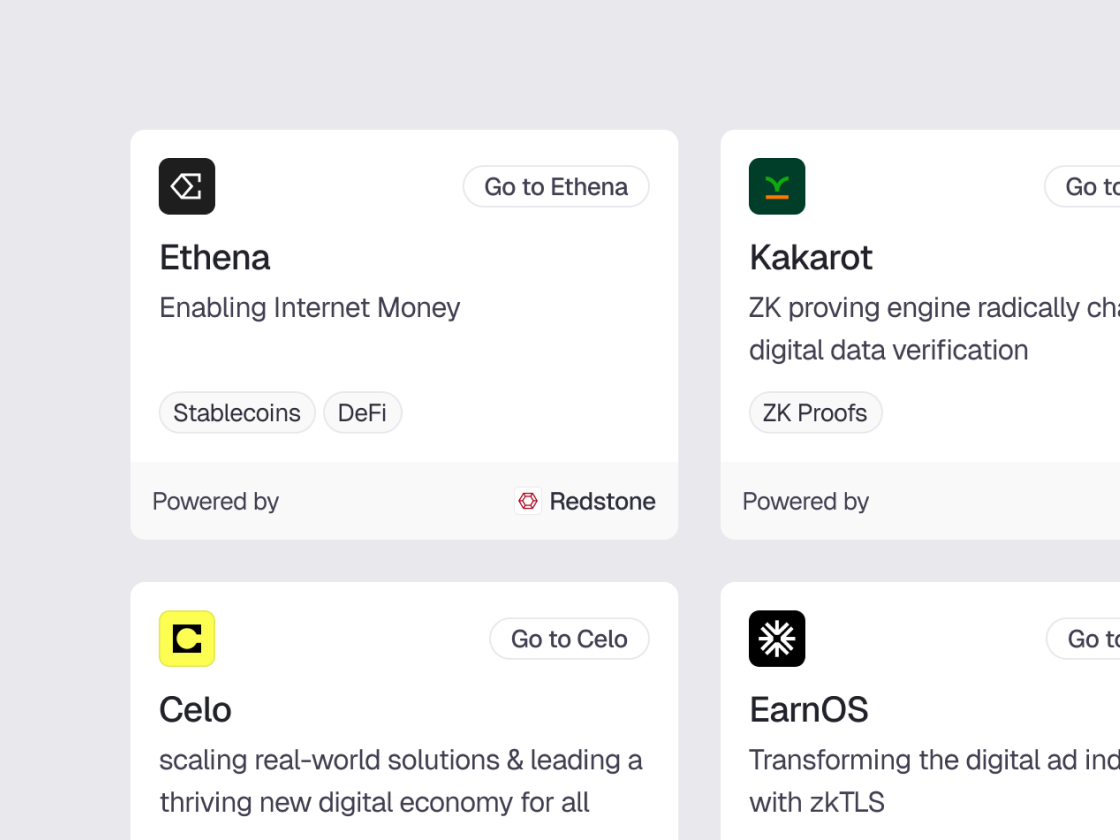 Go to Ethena
Ethena
Enabling Internet Money
Stablecoins
DeFi
Powered by
Redstone
Go to
Kakarot
ZK proving engine radically
digital data verification
ZK Proofs
Powered by
Go to Celo
Celo
scaling real-world solutions & leading a
thriving new digital economy for all
Go to
EarnOS
Transforming the digital ad
with zkTLS